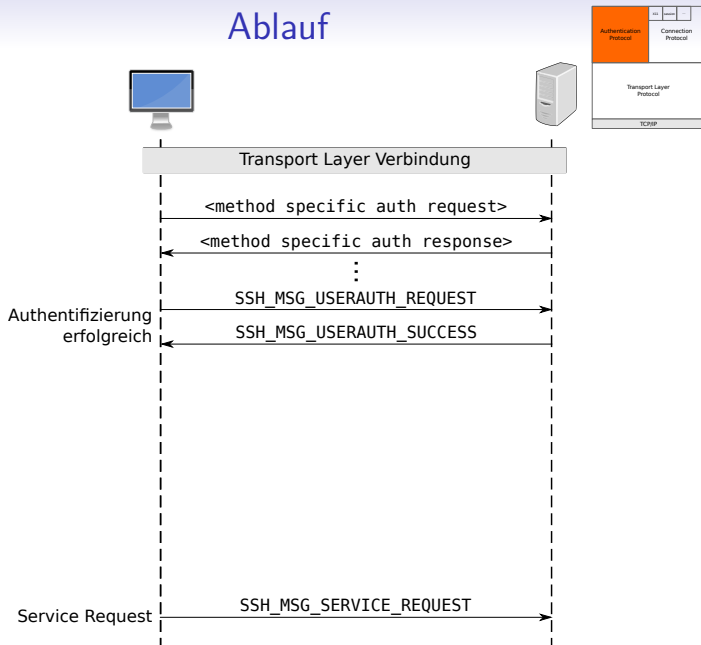 Ablauf
Authentication
Protocol
Connection
Protocol
Transport Layer
Protocol
TCP/IP
Transport Layer Verbindung
<method specific auth request>
<method specific auth response>
SSH_MSG_USERAUTH_REQUEST
Authentifizierung
erfolgreich
SSH_MSG_USERAUTH_SUCCESS
SSH_MSG_SERVICE_REQUEST
Service Request